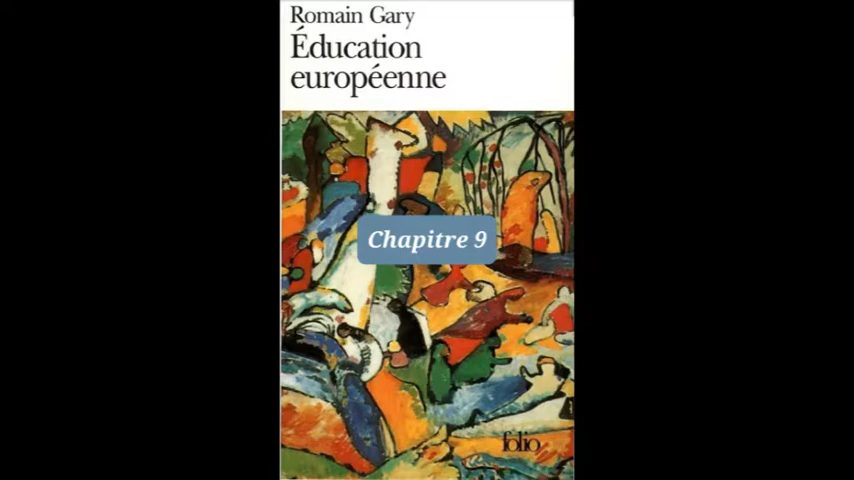 Romain Gary
Éducation
européenne
Chapitre 9
folio